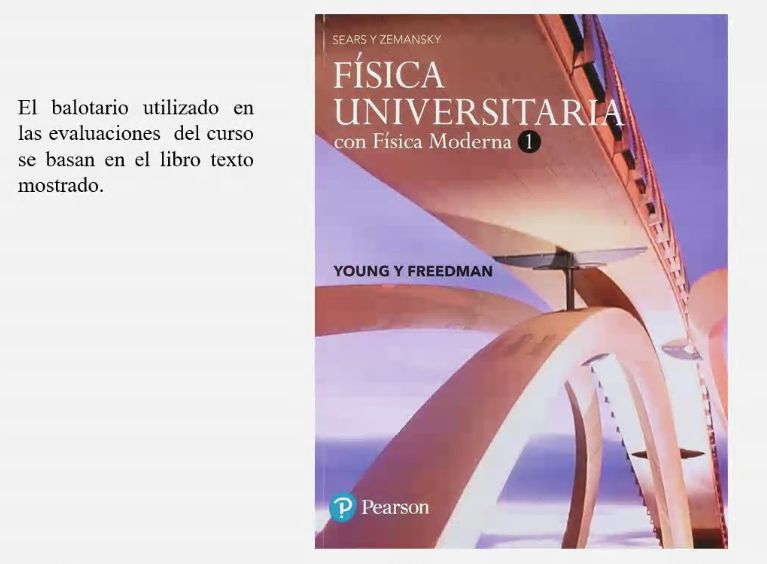 El balotario utilizado en
las evaluaciones del curso
se basan en el libro texto
mostrado.
SEARS Y ZEMANSKY
FÍSICA
UNIVERSITARIA
con Física Moderna 1
YOUNG Y FREEDMAN
Pearson